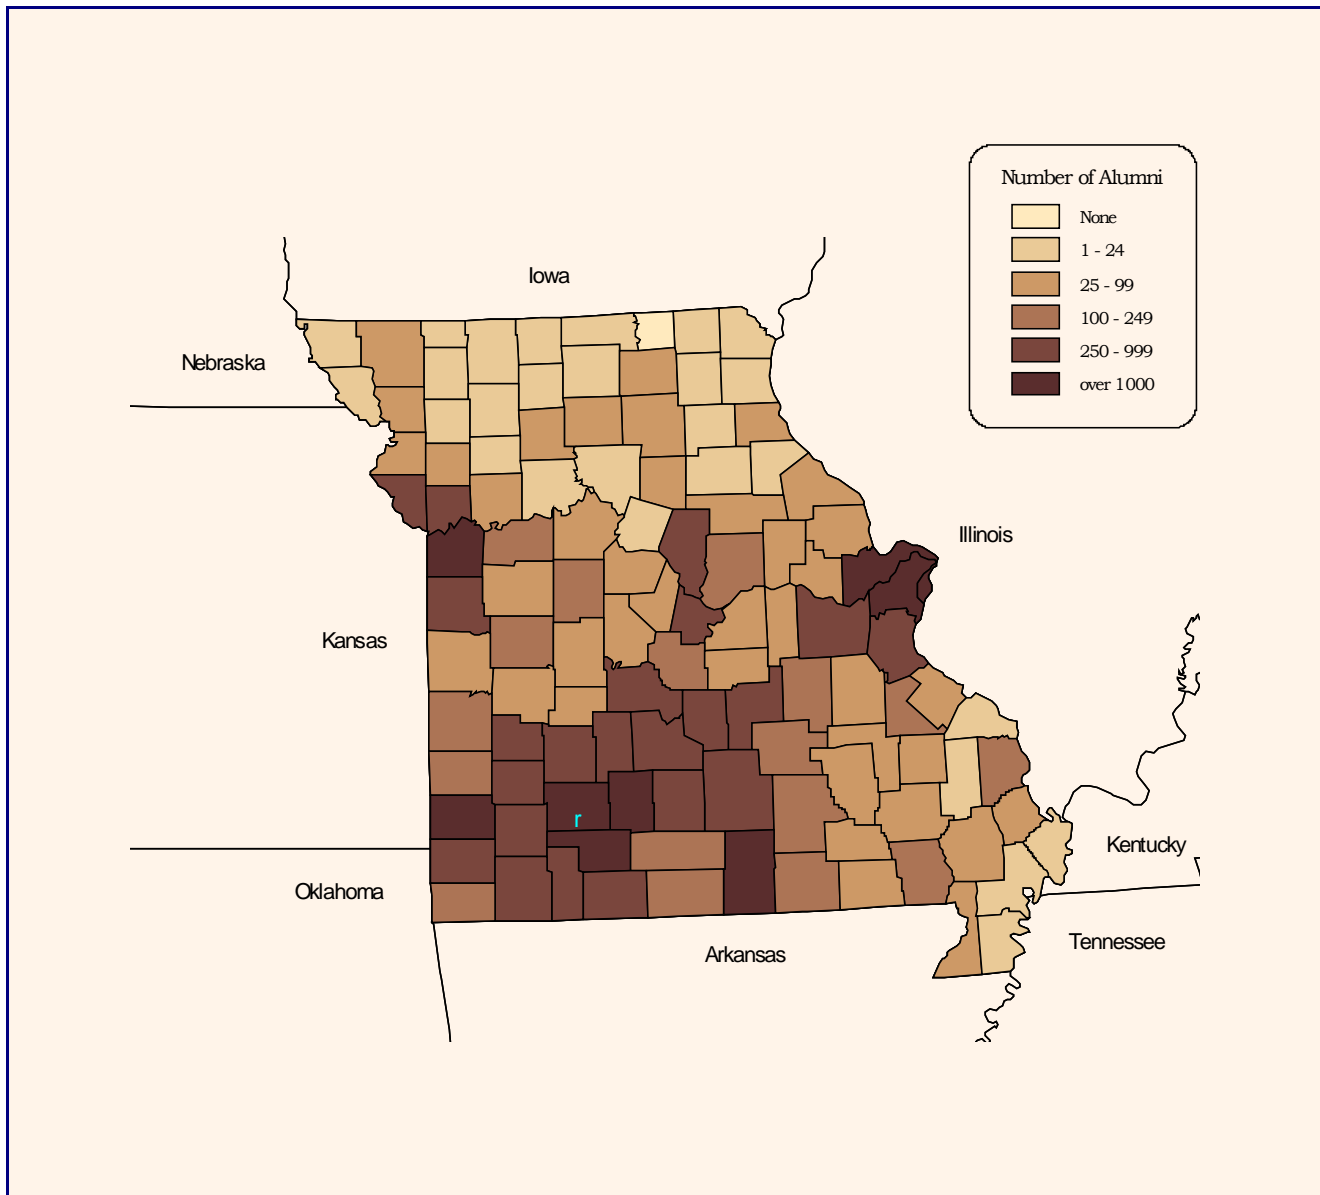 Number of Alumni
None
1 - 24
25 - 99
100 - 249
250 - 999
over 1000
Iowa
Nebraska
Illinois
Kansas
r
Kentucky
Oklahoma
Tennessee
Arkansas